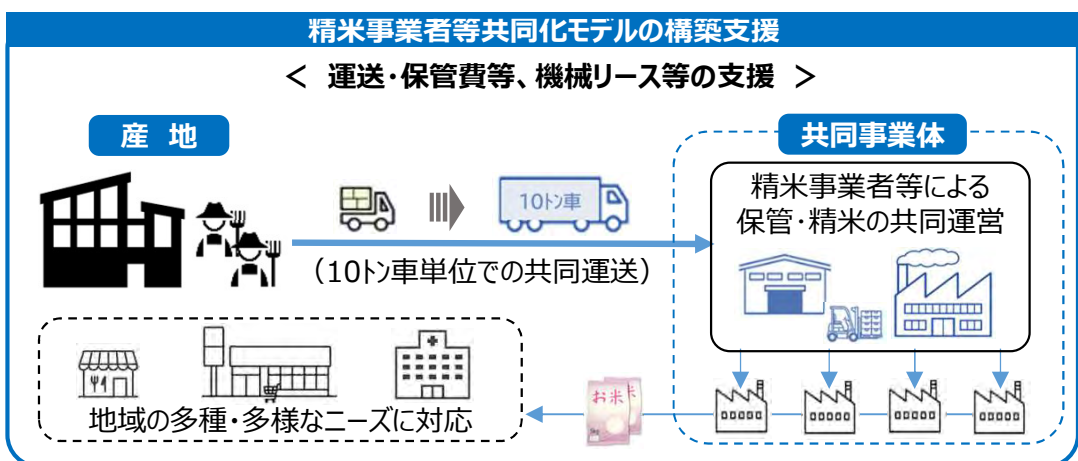 精米事業者等共同化モデルの構築支援
＜ 運送・保管費等、機械リース等の支援 ＞
産 地
共同事業体
精米事業者等による
保管・精米の共同運営
10トン車
（10トン車単位での共同運送）
お米
地域の多種・多様なニーズに対応